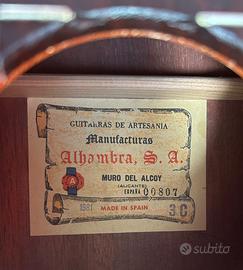 GUITARRAS DE ARTESANIA
Manufacturas
Alhambra, S. A.
MURO DEL ALCOY
(ALICANTE)
ESPAÑA 00807
A
1981 MADE IN SPAIN 3C
subito